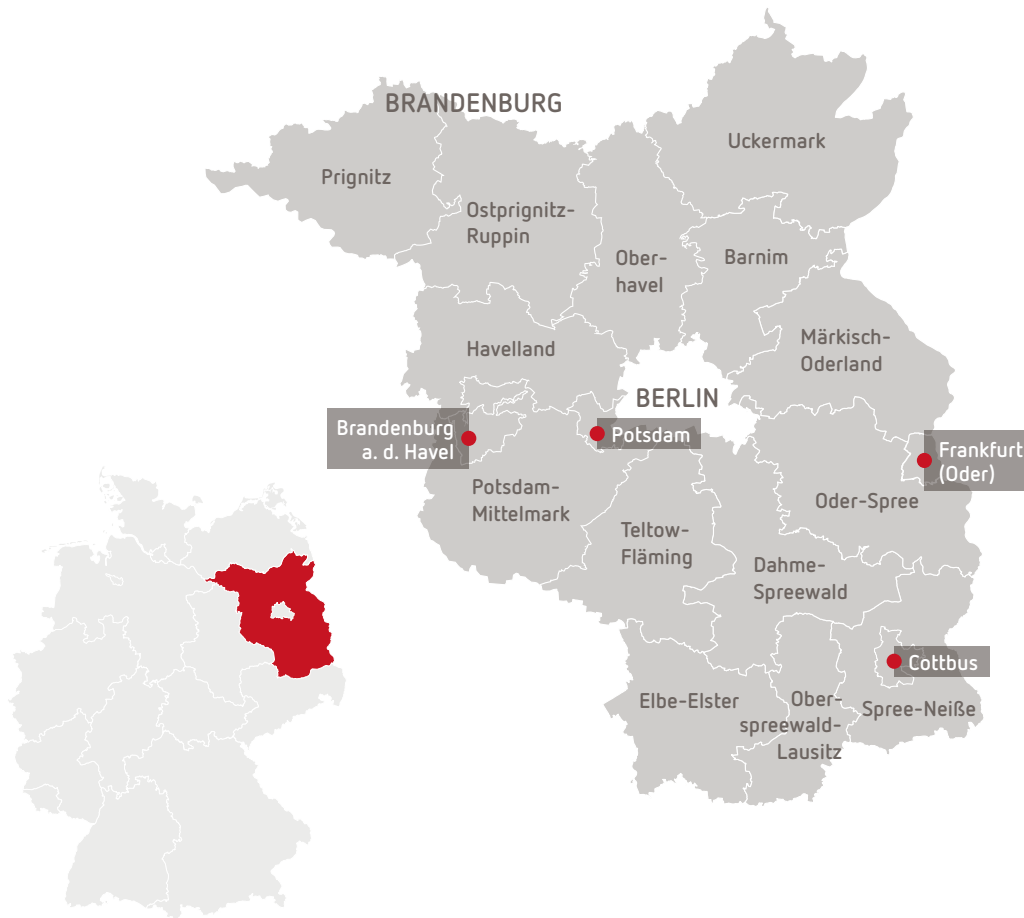 BRANDENBURG
Uckermark
Prignitz
Ostprignitz-
Ruppin
Ober-
havel
Barnim
Märkisch-
Oderland
Havelland
BERLIN
Brandenburg
a. d. Havel
Potsdam
Frankfurt
(Oder)
Potsdam-
Mittelmark
Oder-Spree
Teltow-
Fläming
Dahme-
Spreewald
Cottbus
Elbe-Elster
Ober-
spreewald-
Lausitz
Spree-Neiße